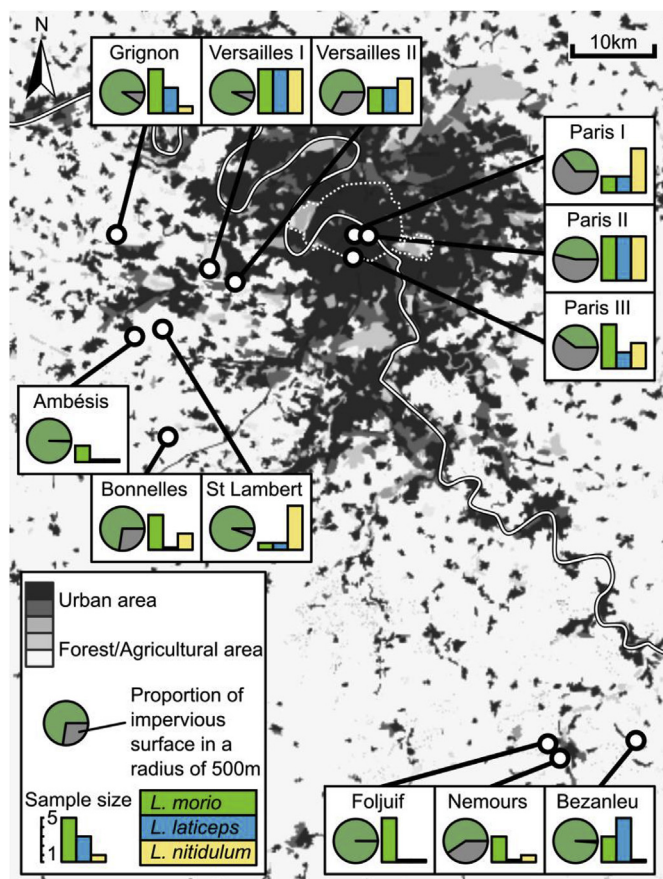 N
10km
Grignon
Versailles I
Versailles II
Paris I
Paris II
Paris III
Ambésis
Bonnelles
St Lambert
Urban area
Forest/Agricultural area
Proportion of
impervious
surface in a
radius of 500m
Sample size
5
1
L. morio
L. laticeps
L. nitidulum
Foljuif
Nemours
Bezanleu